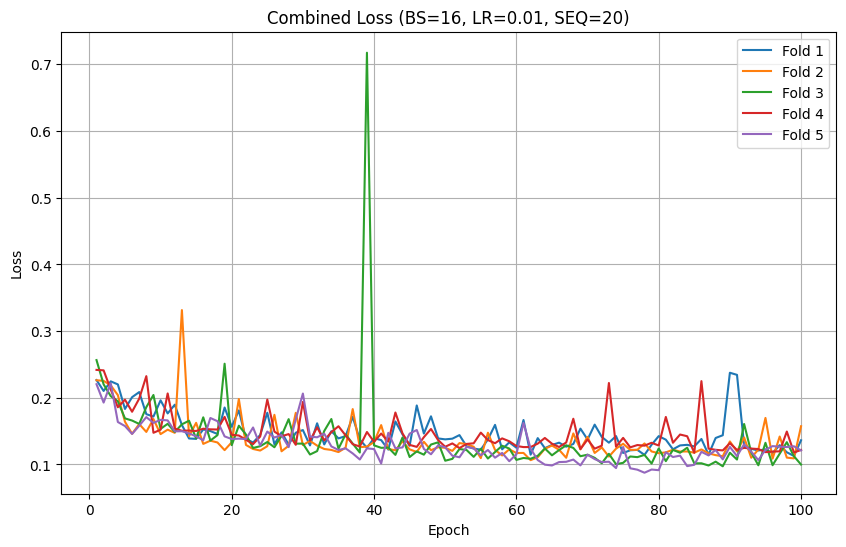 Combined Loss (BS=16, LR=0.01, SEQ=20)
Fold 1
Fold 2
Fold 3
Fold 4
Fold 5
0.7
0.6
0.5
0.4
0.3
0.2
0.1
Loss
0 20 40 60 80 100
Epoch